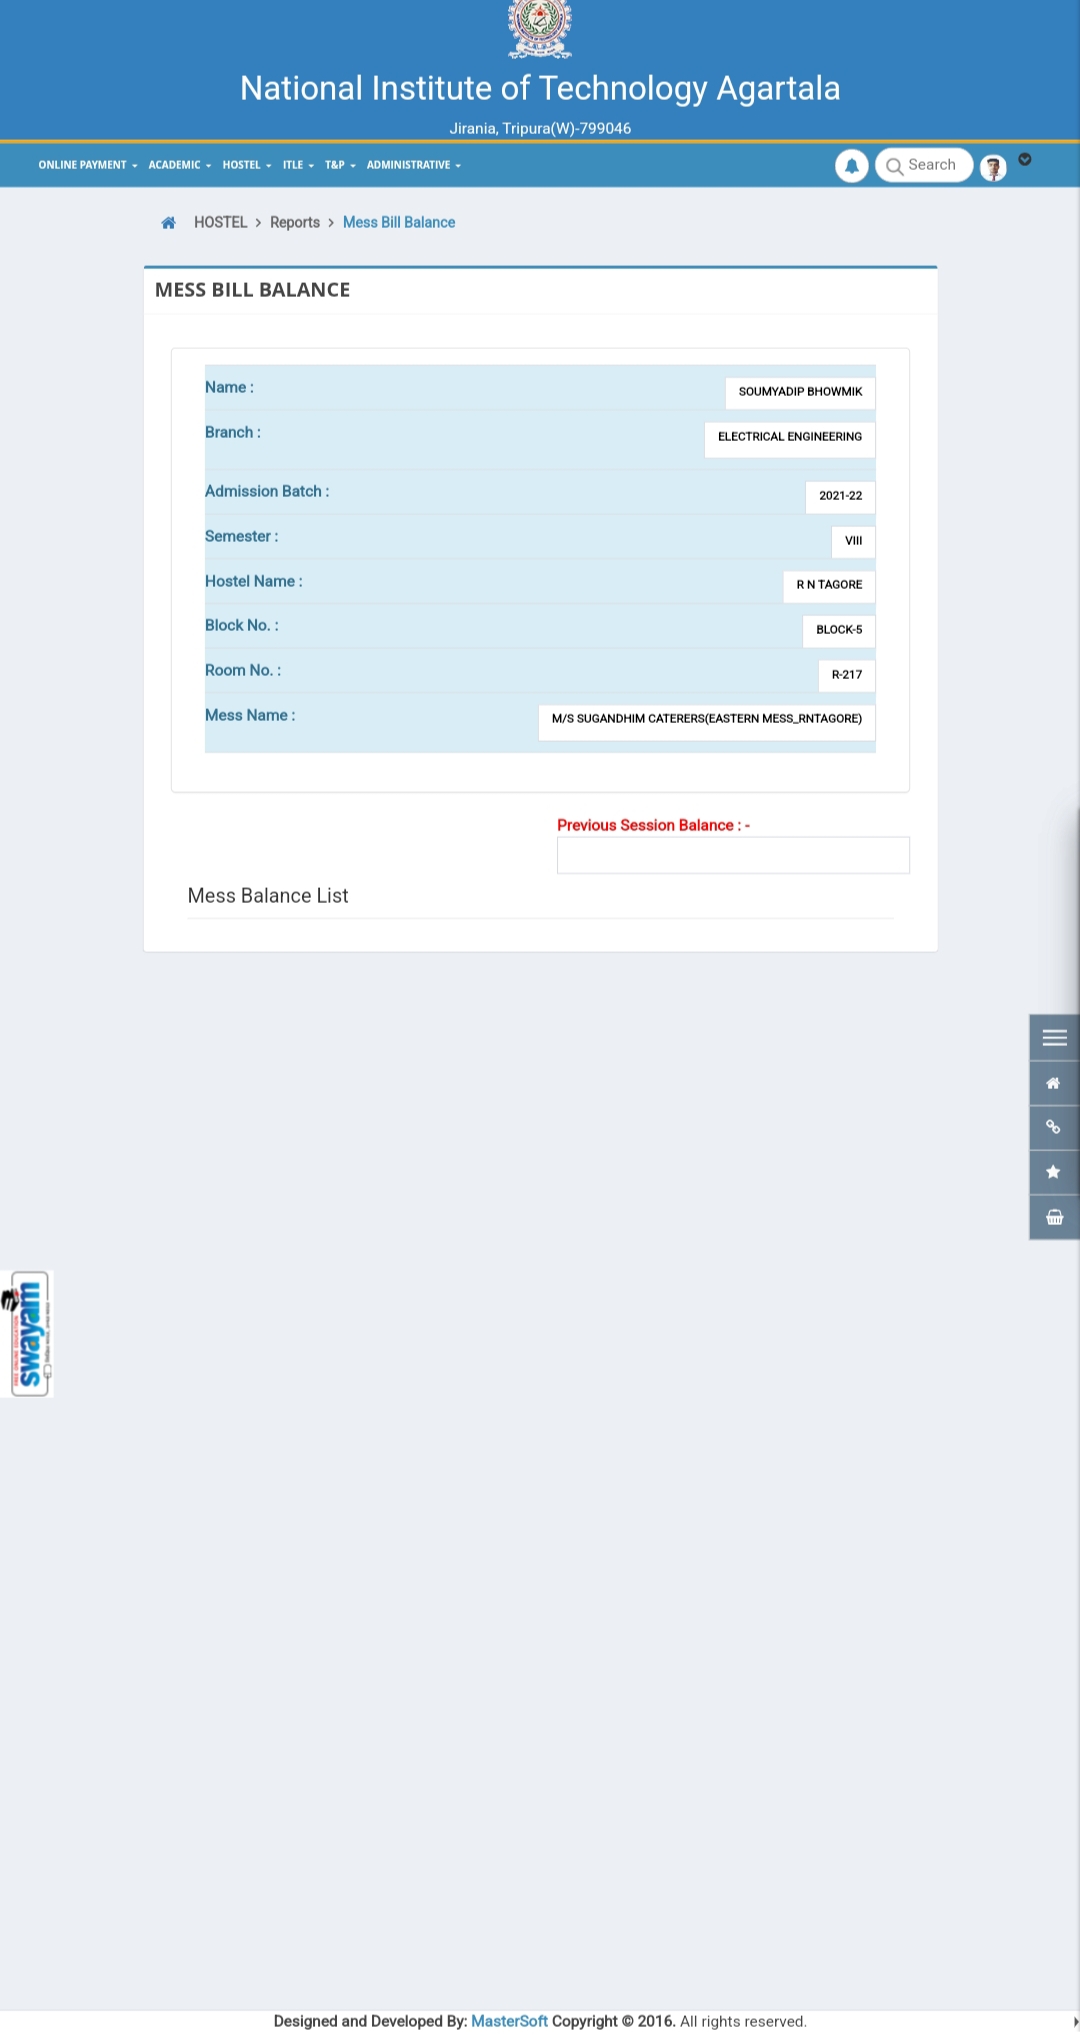 National Institute of Technology Agartala
Jirania, Tripura(W)-799046
ONLINE PAYMENT ACADEMIC HOSTEL ITLE T&P ADMINISTRATIVE Search
HOSTEL > Reports > Mess Bill Balance
MESS BILL BALANCE
Name : SOUMYADIP BHOWMIK
Branch : ELECTRICAL ENGINEERING
Admission Batch : 2021-22
Semester : VIII
Hostel Name : R N TAGORE
Block No. : BLOCK-5
Room No. : R-217
Mess Name : M/S SUGANDHIM CATERERS(EASTERN MESS_RNTAGORE)
Previous Session Balance : -
Mess Balance List
swayam
FREE ONLINE EDUCATION
Designed and Developed By: MasterSoft Copyright © 2016. All rights reserved.